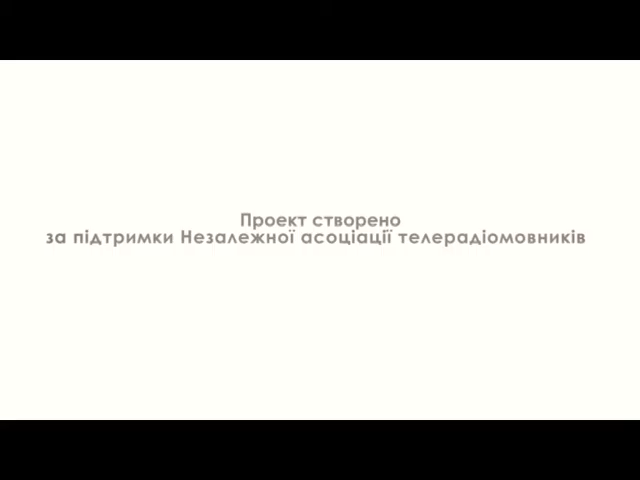 Проект створено
за підтримки Незалежної асоціації телерадіомовників